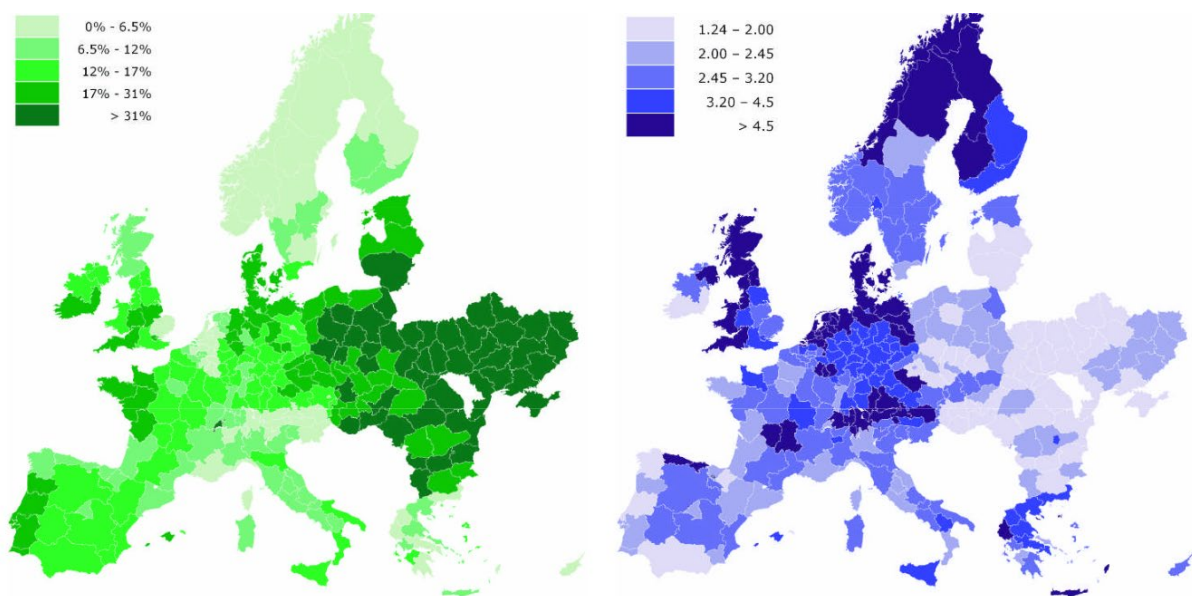 0% - 6.5%
6.5% - 12%
12% - 17%
17% - 31%
> 31%
1.24 – 2.00
2.00 – 2.45
2.45 – 3.20
3.20 – 4.5
> 4.5